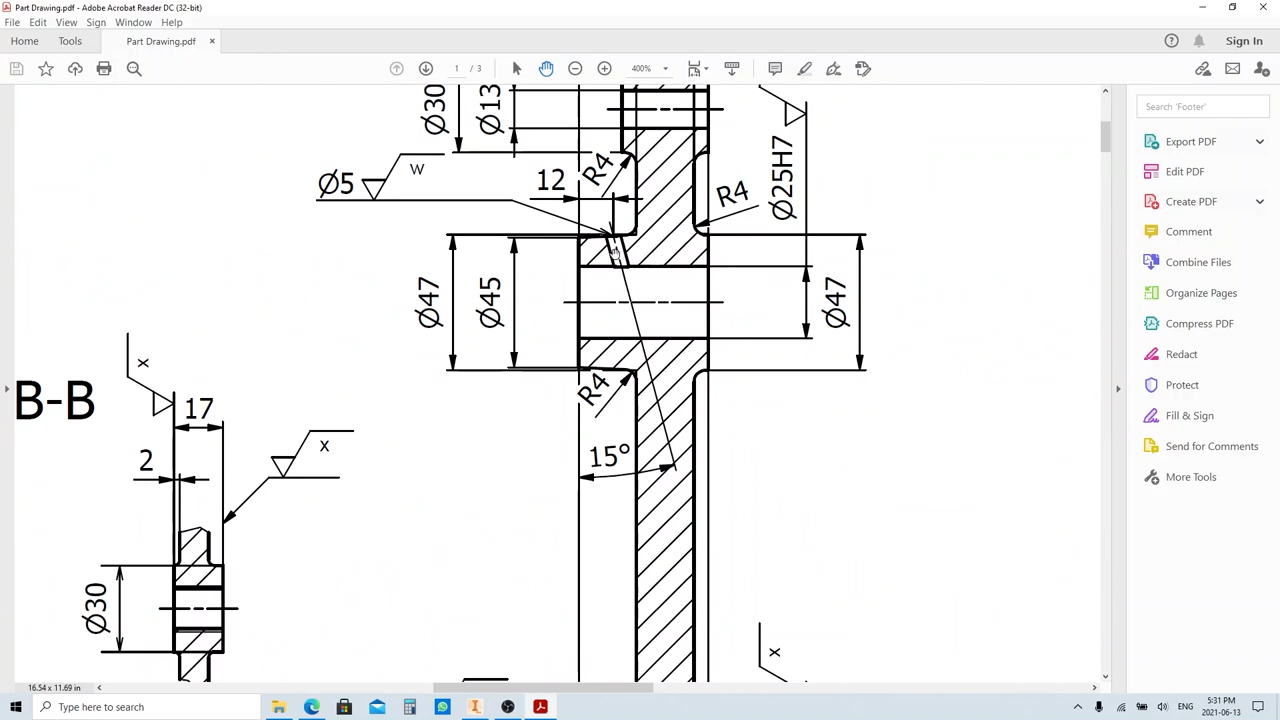 Part Drawing.pdf - Adobe Acrobat Reader DC (32-bit)
File Edit View Sign Window Help
Home Tools Part Drawing.pdf × Sign In
1 / 3 400%
Search 'Footer'
Export PDF
Edit PDF
Create PDF
Comment
Combine Files
Organize Pages
Compress PDF
Redact
Protect
Fill & Sign
Send for Comments
More Tools
Ø30
Ø13
Ø5
w
12
R4
R4
Ø25H7
Ø47
Ø45
Ø47
R4
15°
x
B-B
17
x
2
Ø30
x
16.54 x 11.69 in
Type here to search
ENG
5:31 PM
2021-06-13